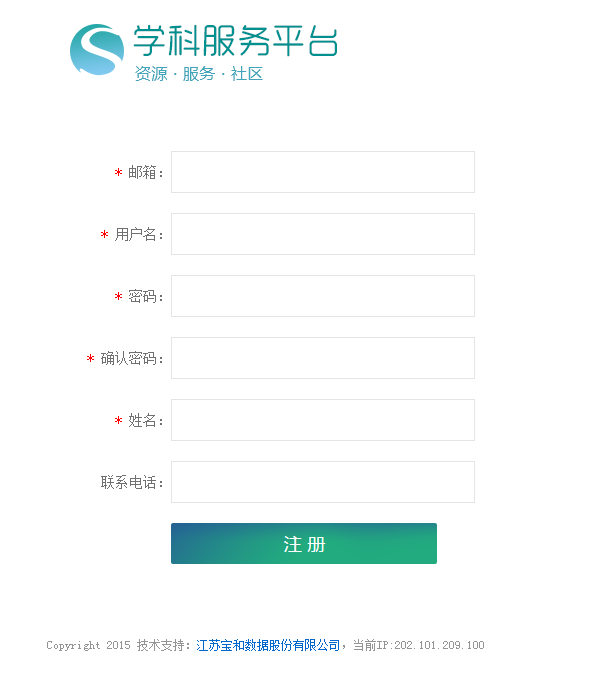 学科服务平台
资源·服务·社区
* 邮箱：
* 用户名：
* 密码：
* 确认密码：
* 姓名：
联系电话：
注 册
Copyright 2015 技术支持：江苏宝和数据股份有限公司，当前IP:202.101.209.100